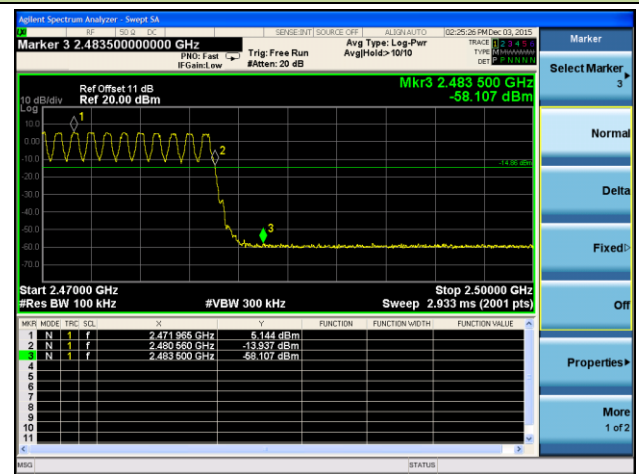 Agilent Spectrum Analyzer - Swept SA
RF 50 Ω DC SENSE:INT SOURCE OFF ALIGN AUTO 02:25:26 PM Dec 03, 2015
Marker 3 2.483500000000 GHz
PNO: Fast
IFGain:Low
Trig: Free Run
#Atten: 20 dB
Avg Type: Log-Pwr
Avg|Hold:>10/10
TRACE 1 2 3 4 5 6
TYPE MWWWWW
DET P P N N N N
Ref Offset 11 dB
10 dB/div Ref 20.00 dBm
Log
Mkr3 2.483 500 GHz
-58.107 dBm
10.0
0.00
-10.0
-20.0
-30.0
-40.0
-50.0
-60.0
-70.0
1
2
3
-14.86 dBm
Start 2.47000 GHz Stop 2.50000 GHz
#Res BW 100 kHz #VBW 300 kHz Sweep 2.933 ms (2001 pts)
MKR MODE TRC SCL X Y FUNCTION FUNCTION WIDTH FUNCTION VALUE
1 N 1 f 2.471 965 GHz 5.144 dBm
2 N 1 f 2.480 560 GHz -13.937 dBm
3 N 1 f 2.483 500 GHz -58.107 dBm
4
5
6
7
8
9
10
11
MSG STATUS
Marker
Select Marker
3
Normal
Delta
Fixed
Off
Properties
More
1 of 2